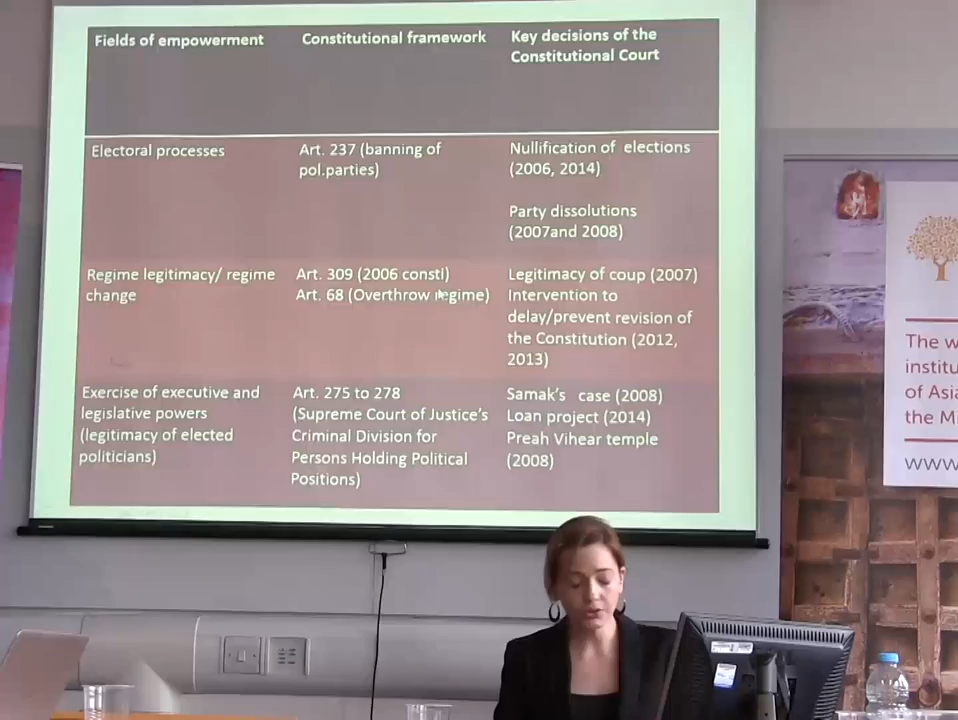 Fields of empowerment
Constitutional framework
Key decisions of the
Constitutional Court
Electoral processes
Art. 237 (banning of
pol.parties)
Nullification of elections
(2006, 2014)
Party dissolutions
(2007and 2008)
Regime legitimacy/ regime
change
Art. 309 (2006 consti)
Art. 68 (Overthrow regime)
Legitimacy of coup (2007)
Intervention to
delay/prevent revision of
the Constitution (2012,
2013)
Exercise of executive and
legislative powers
(legitimacy of elected
politicians)
Art. 275 to 278
(Supreme Court of Justice's
Criminal Division for
Persons Holding Political
Positions)
Samak's case (2008)
Loan project (2014)
Preah Vihear temple
(2008)
The w
institu
of Asia
the Mi
www